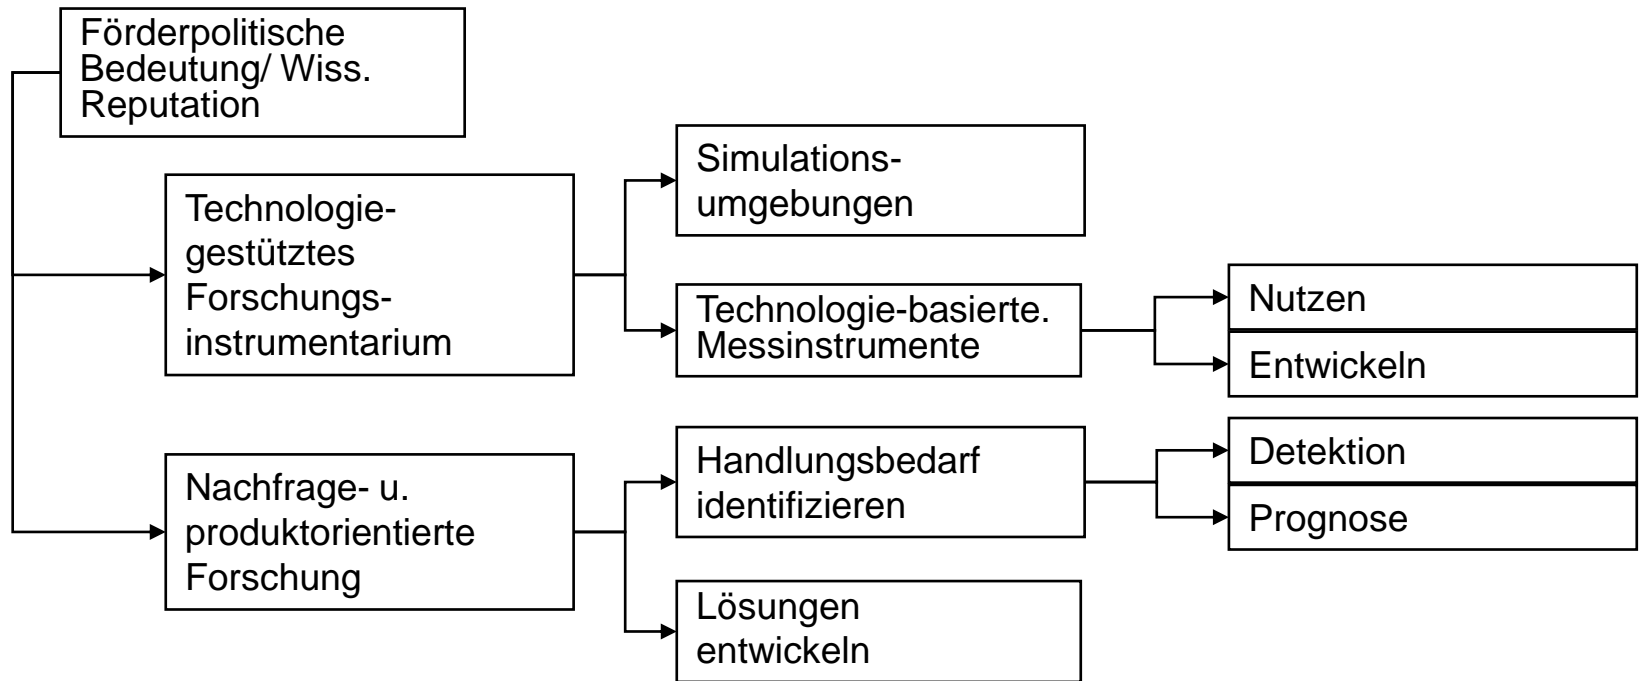 Förderpolitische
Bedeutung/ Wiss.
Reputation
Technologie-
gestütztes
Forschungs-
instrumentarium
Simulations-
umgebungen
Technologie-basierte.
Messinstrumente
Nutzen
Entwickeln
Nachfrage- u.
produktorientierte
Forschung
Handlungsbedarf
identifizieren
Detektion
Prognose
Lösungen
entwickeln